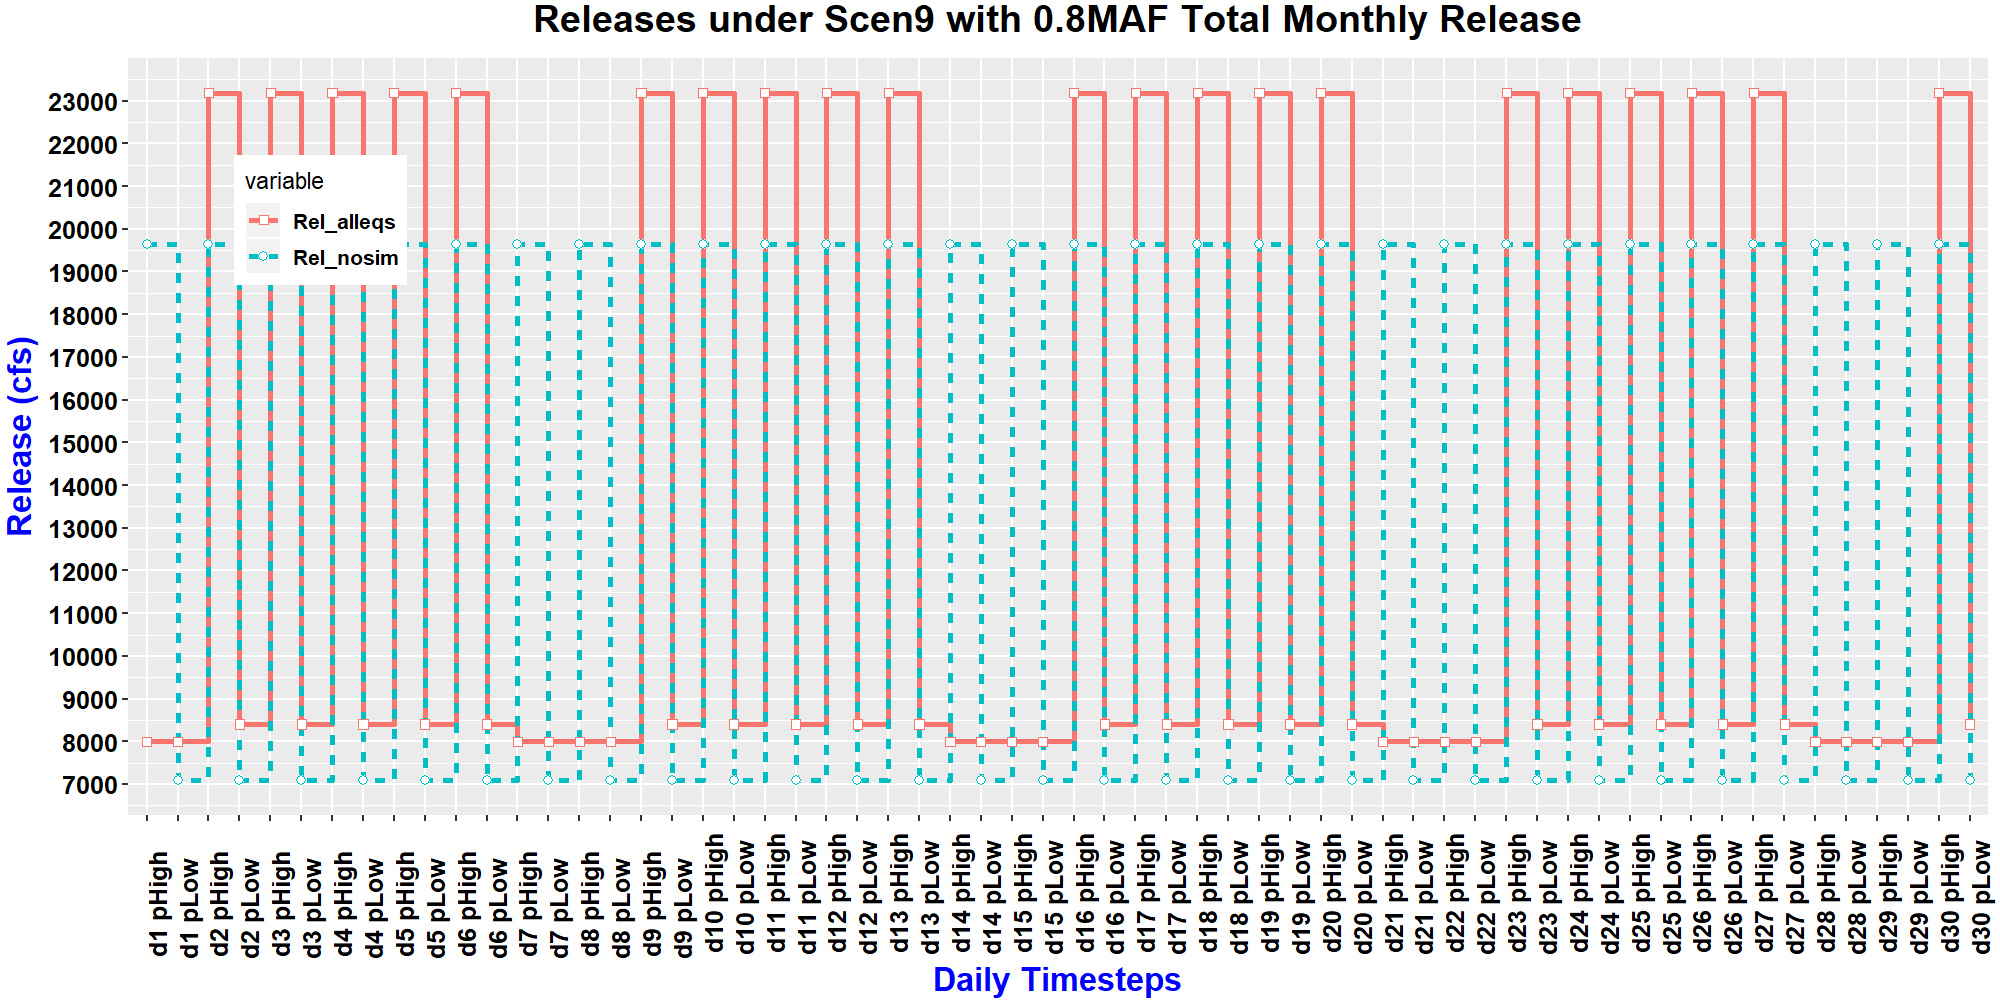 Releases under Scen9 with 0.8MAF Total Monthly Release
Release (cfs)
23000
22000
21000
20000
19000
18000
17000
16000
15000
14000
13000
12000
11000
10000
9000
8000
7000
variable
Rel_alleqs
Rel_nosim
d1 pHigh
d1 pLow
d2 pHigh
d2 pLow
d3 pHigh
d3 pLow
d4 pHigh
d4 pLow
d5 pHigh
d5 pLow
d6 pHigh
d6 pLow
d7 pHigh
d7 pLow
d8 pHigh
d8 pLow
d9 pHigh
d9 pLow
d10 pHigh
d10 pLow
d11 pHigh
d11 pLow
d12 pHigh
d12 pLow
d13 pHigh
d13 pLow
d14 pHigh
d14 pLow
d15 pHigh
d15 pLow
d16 pHigh
d16 pLow
d17 pHigh
d17 pLow
d18 pHigh
d18 pLow
d19 pHigh
d19 pLow
d20 pHigh
d20 pLow
d21 pHigh
d21 pLow
d22 pHigh
d22 pLow
d23 pHigh
d23 pLow
d24 pHigh
d24 pLow
d25 pHigh
d25 pLow
d26 pHigh
d26 pLow
d27 pHigh
d27 pLow
d28 pHigh
d28 pLow
d29 pHigh
d29 pLow
d30 pHigh
d30 pLow
Daily Timesteps